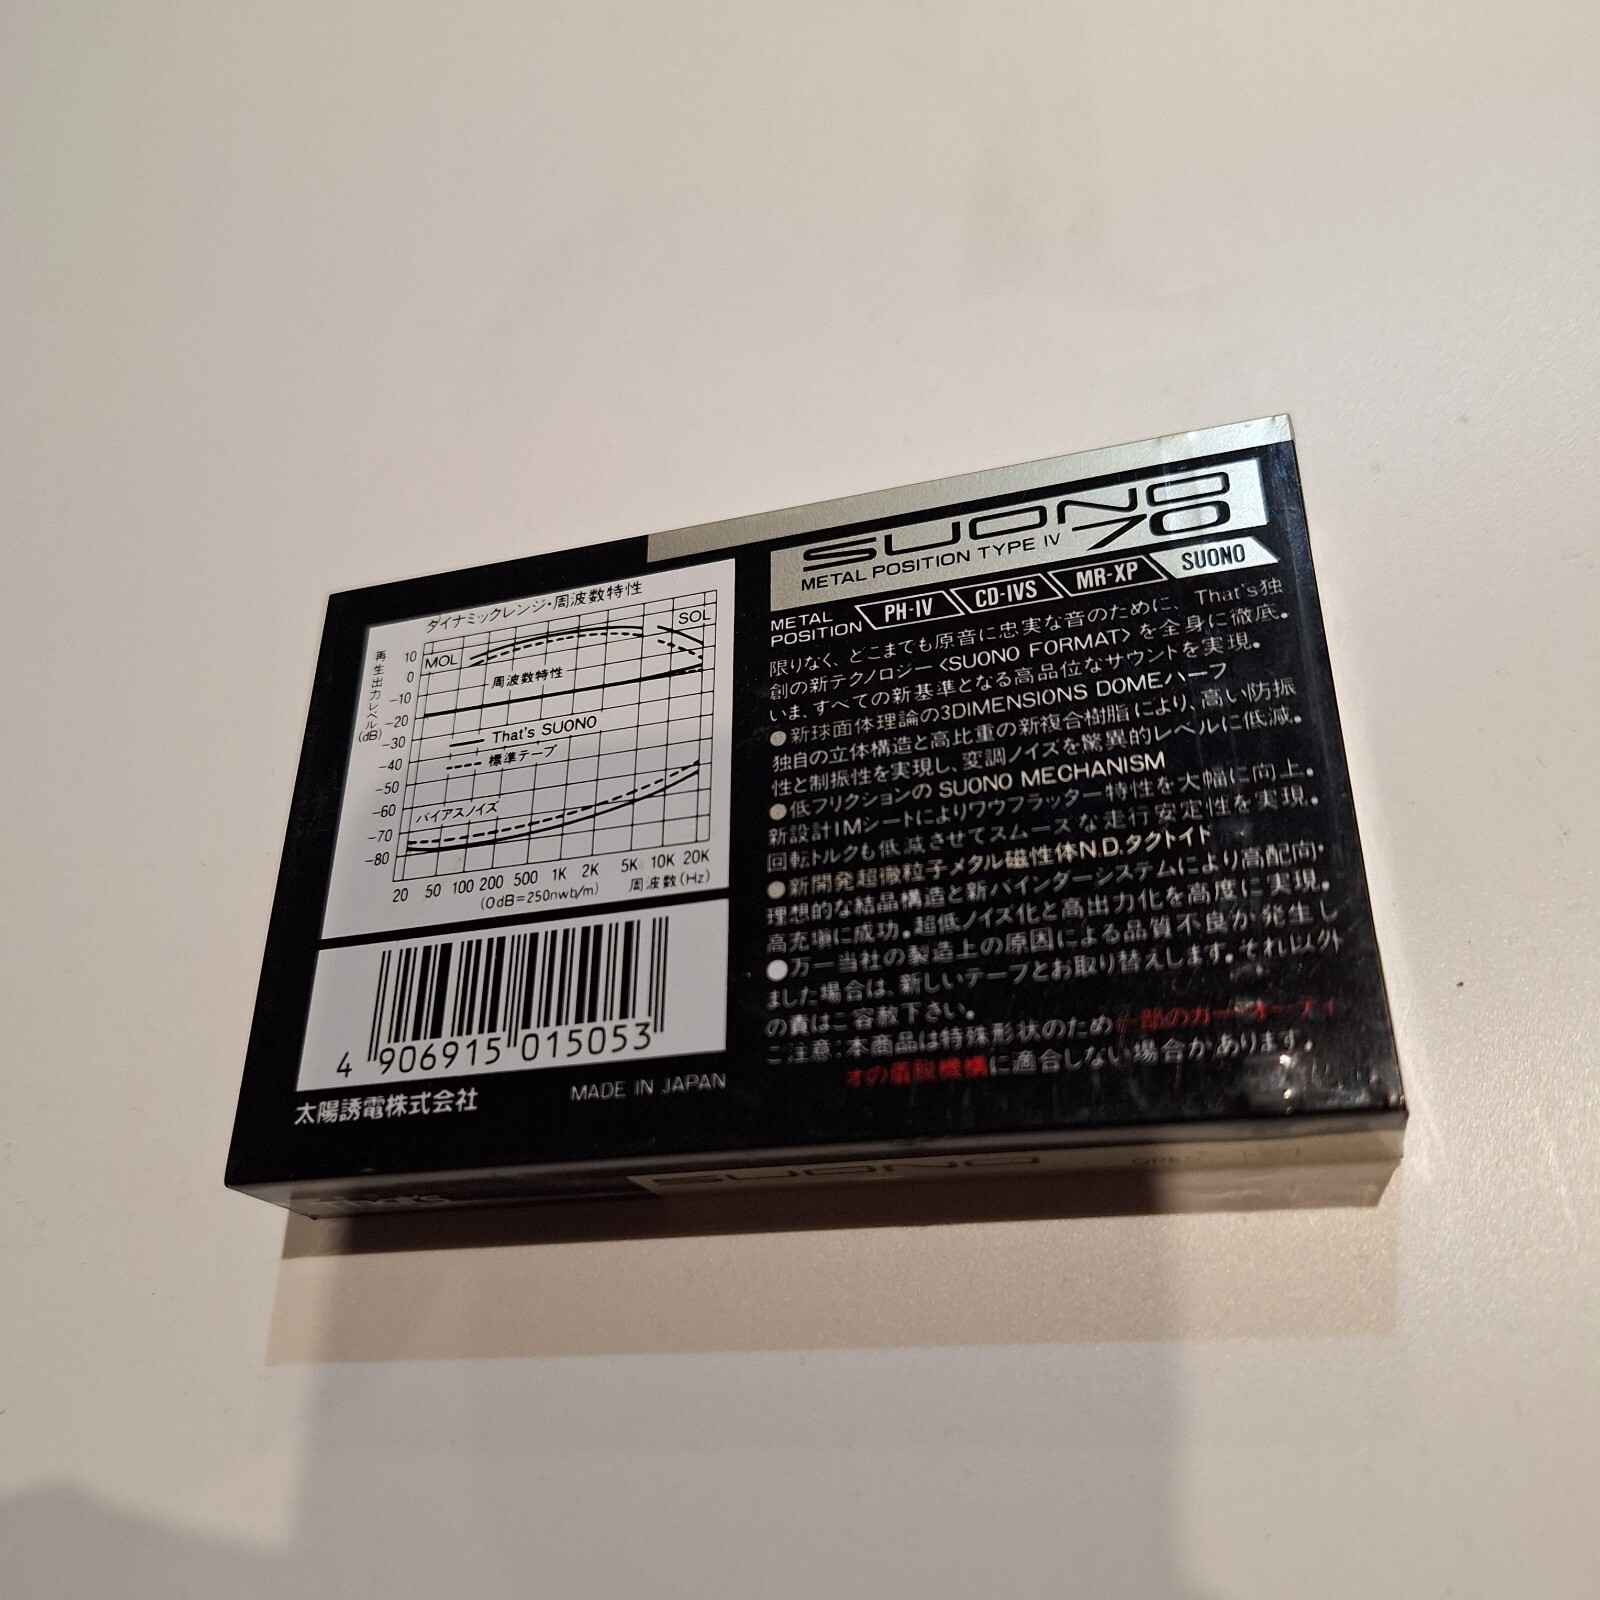 SUONO
METAL POSITION TYPE IV 70
METAL
POSITION PH-IV CD-IVS MR-XP SUONO
限りなく、どこまでも原音に忠実な音のために、That's独
創の新テクノロジー〈SUONO FORMAT〉を全身に徹底。
いま、すべての新基準となる高品位なサウンドを実現。
●新球面体理論の3DIMENSIONS DOMEハーフ
独自の立体構造と高比重の新複合樹脂により、高い防振
性と制振性を実現し、変調ノイズを驚異的レベルに低減。
●低フリクションのSUONO MECHANISM
新設計IMシートによりワウフラッター特性を大幅に向上。
回転トルクも低減させてスムーズな走行安定性を実現。
●新開発超微粒子メタル磁性体N.D.タクトイト
理想的な結晶構造と新バインダーシステムにより高配向・
高充塡に成功。超低ノイズ化と高出力化を高度に実現。
●万一当社の製造上の原因による品質不良が発生し
ました場合は、新しいテープとお取り替えします。それ以外
の責はご容赦下さい。
ご注意：本商品は特殊形状のため一部のカーオーディ
オの着脱機構に適合しない場合があります。
ダイナミックレンジ・周波数特性
再生出力レベル(dB)
10
0
-10
-20
-30
-40
-50
-60
-70
-80
MOL
SOL
周波数特性
That's SUONO
標準テープ
バイアスノイズ
20 50 100 200 500 1K 2K 5K 10K 20K
(0dB=250nwb/m) 周波数(Hz)
4 906915 015053
太陽誘電株式会社 MADE IN JAPAN
That's SUONO